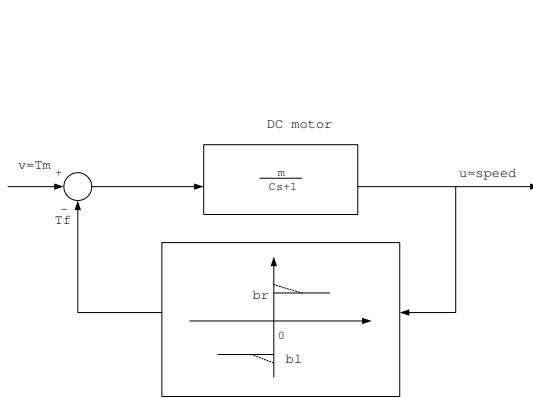 DC motor
v=Tm
+
m
Cs+1
u=speed
−
Tf
br
0
bl